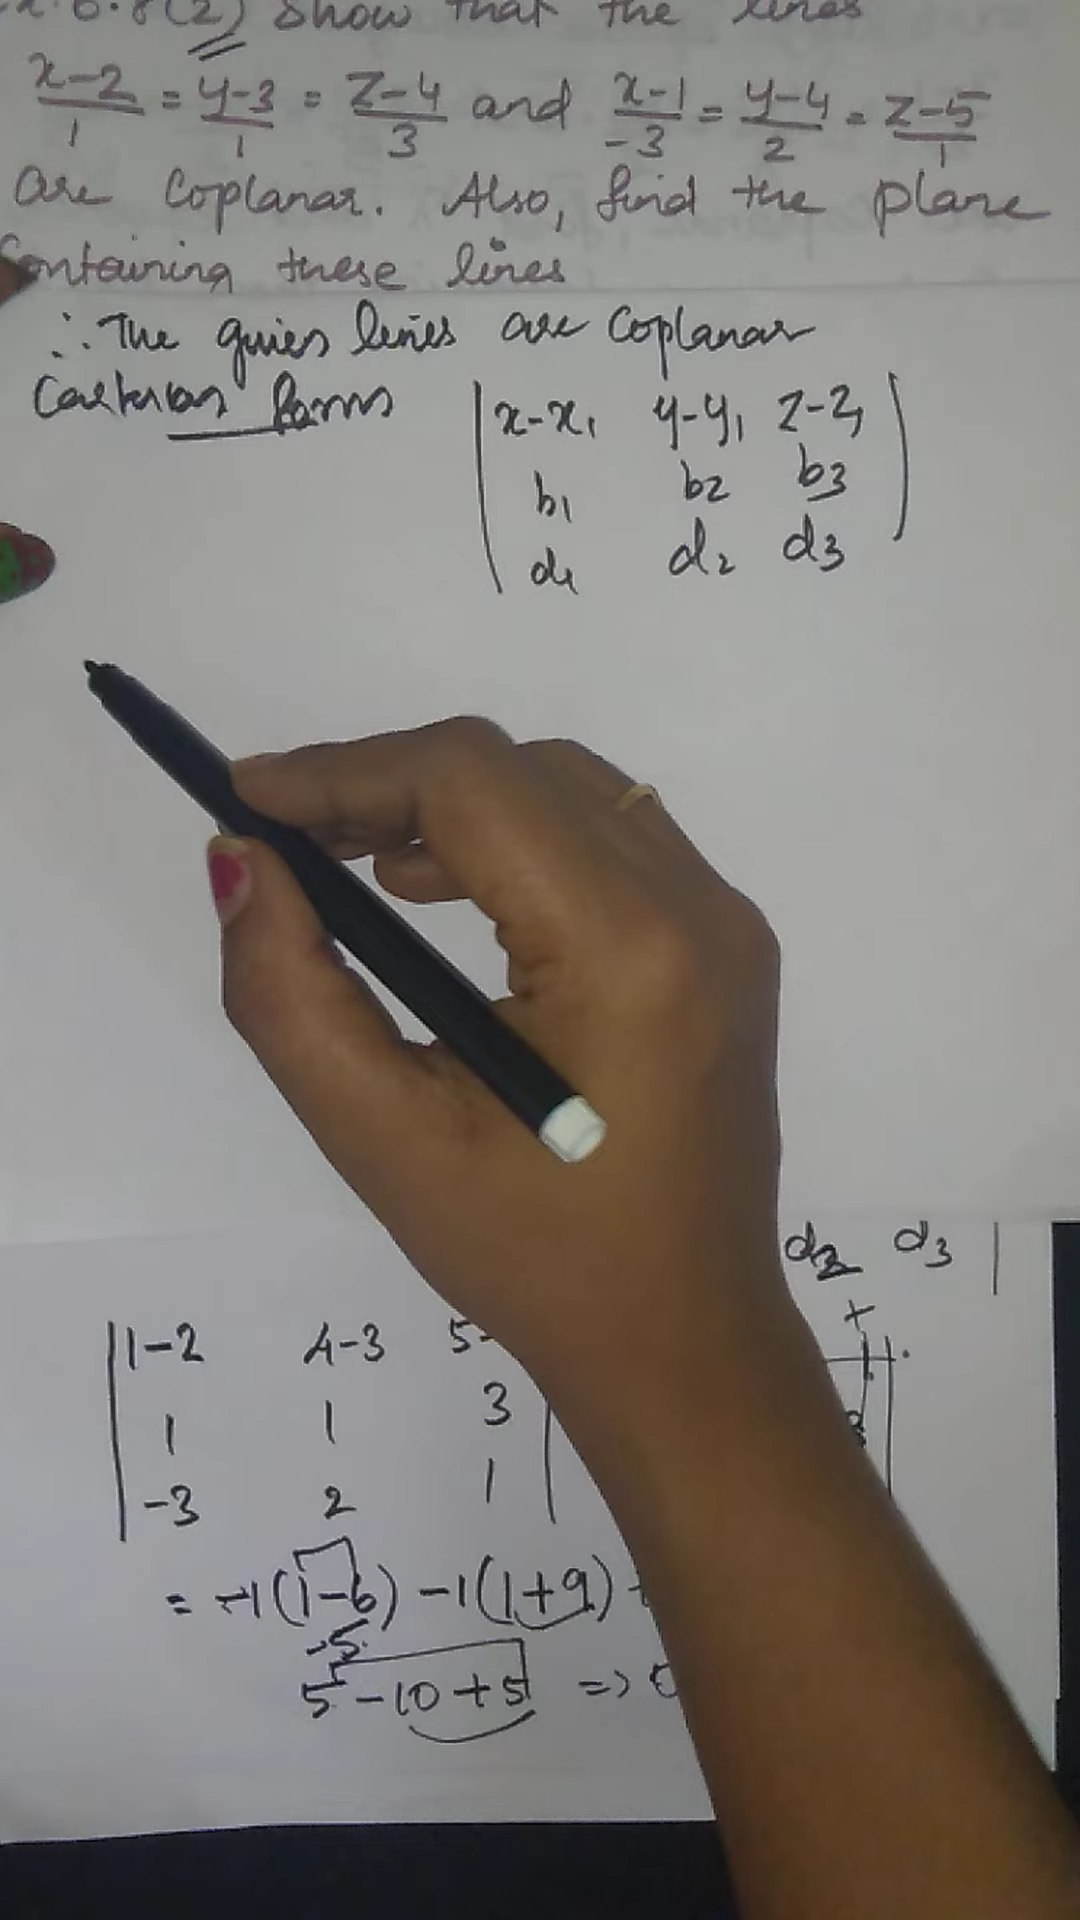 6.8(2) Show that the lines
x-2/1 = y-3/1 = z-4/3 and x-1/-3 = y-4/2 = z-5/1
are coplanar. Also, find the plane
containing these lines
∴ The given lines are coplanar
Cartesian form | x-x₁ y-y₁ z-z₁ |
b₁ b₂ b₃
d₁ d₂ d₃
d₂ d₃ |
| 1-2 4-3 5-
1 1 3
-3 2 1 |
= -1(1-6) -1(1+9) +
-5
5 -10 +5 => 0